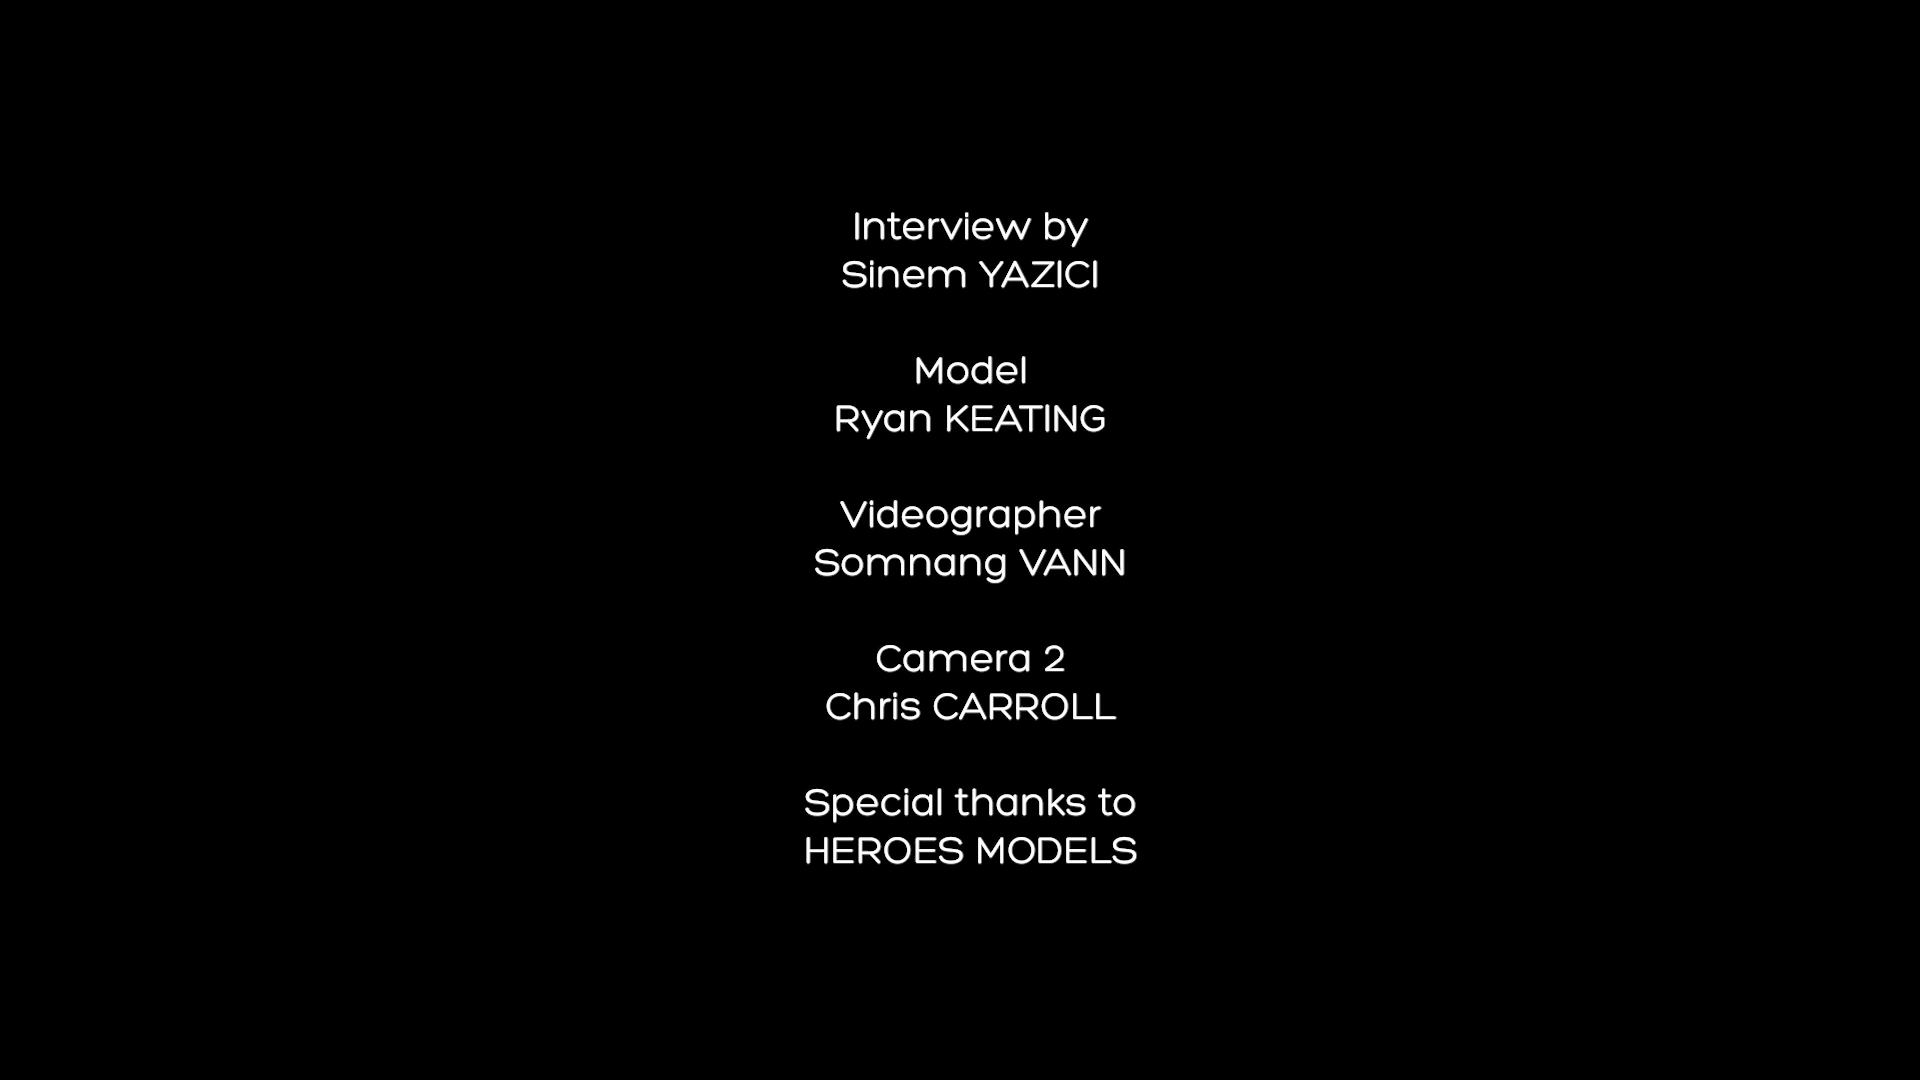 Interview by
Sinem YAZICI
Model
Ryan KEATING
Videographer
Somnang VANN
Camera 2
Chris CARROLL
Special thanks to
HEROES MODELS